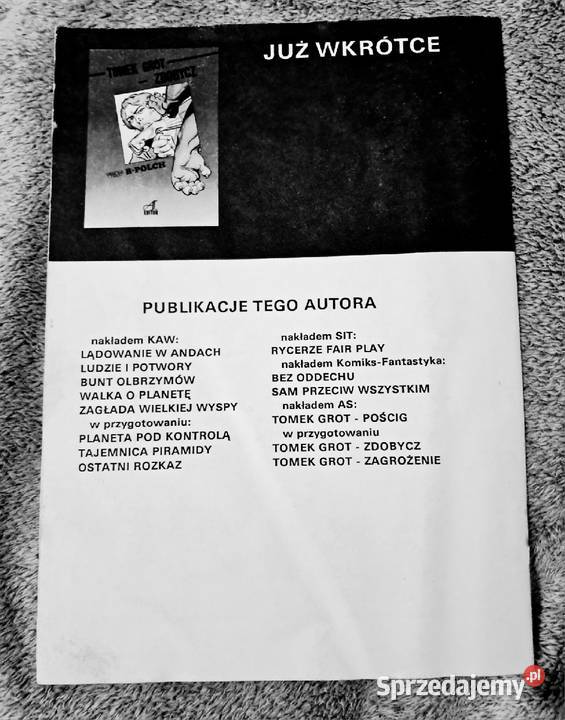 JUŻ WKRÓTCE
TOMEK GROT
- ZDOBYCZ
B·POLCH
EDITOR
PUBLIKACJE TEGO AUTORA
nakładem KAW:
LĄDOWANIE W ANDACH
LUDZIE I POTWORY
BUNT OLBRZYMÓW
WALKA O PLANETĘ
ZAGŁADA WIELKIEJ WYSPY
w przygotowaniu:
PLANETA POD KONTROLĄ
TAJEMNICA PIRAMIDY
OSTATNI ROZKAZ
nakładem SIT:
RYCERZE FAIR PLAY
nakładem Komiks-Fantastyka:
BEZ ODDECHU
SAM PRZECIW WSZYSTKIM
nakładem AS:
TOMEK GROT - POŚCIG
w przygotowaniu
TOMEK GROT - ZDOBYCZ
TOMEK GROT - ZAGROŻENIE
Sprzedajemy.pl